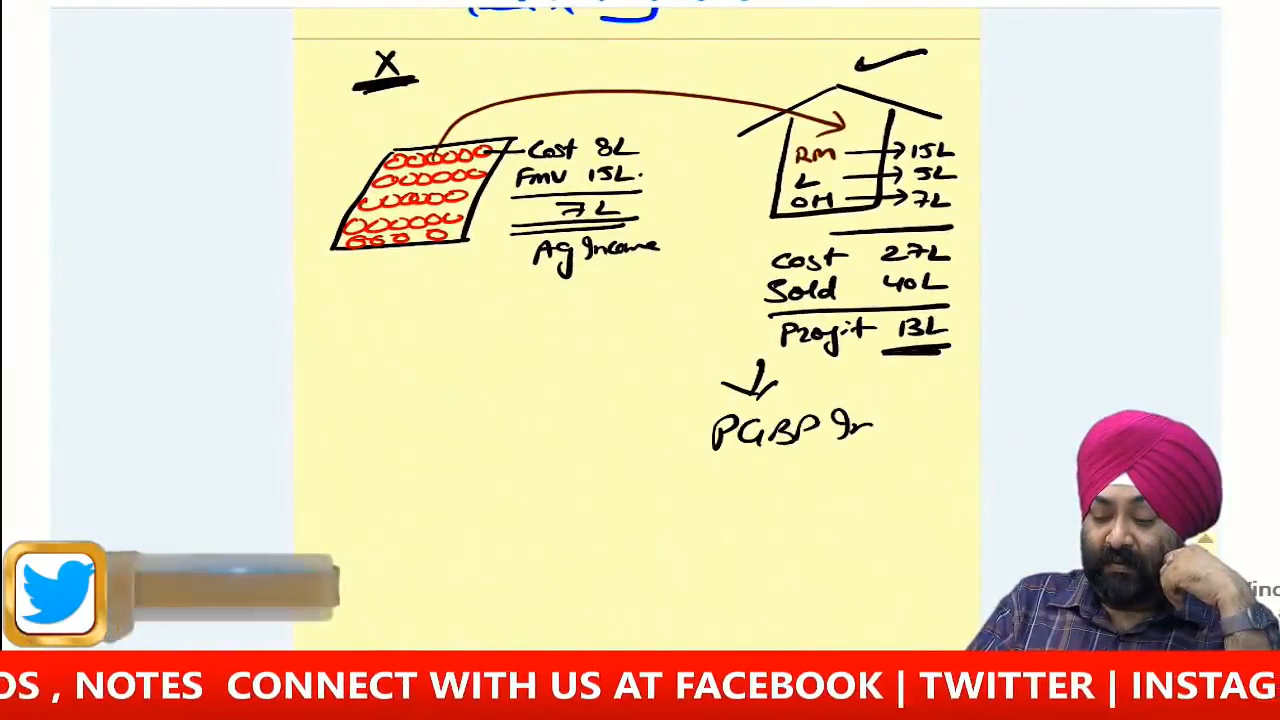 X
Cost 8L
FMV 15L.
7L
Ag Income
RM 15L
L 5L
OH 7L
Cost 27L
Sold 40L
Profit 13L
PGBP In
OS , NOTES CONNECT WITH US AT FACEBOOK | TWITTER | INSTAG